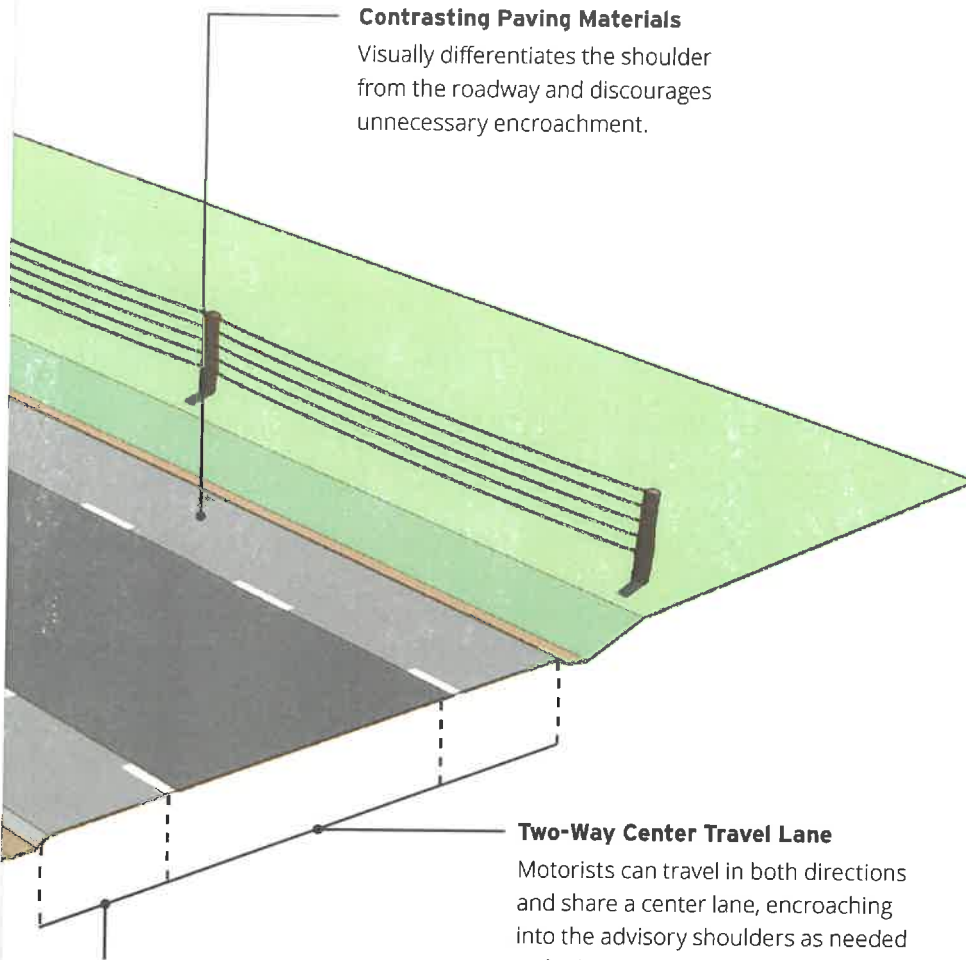 Contrasting Paving Materials
Visually differentiates the shoulder
from the roadway and discourages
unnecessary encroachment.
Two-Way Center Travel Lane
Motorists can travel in both directions
and share a center lane, encroaching
into the advisory shoulders as needed